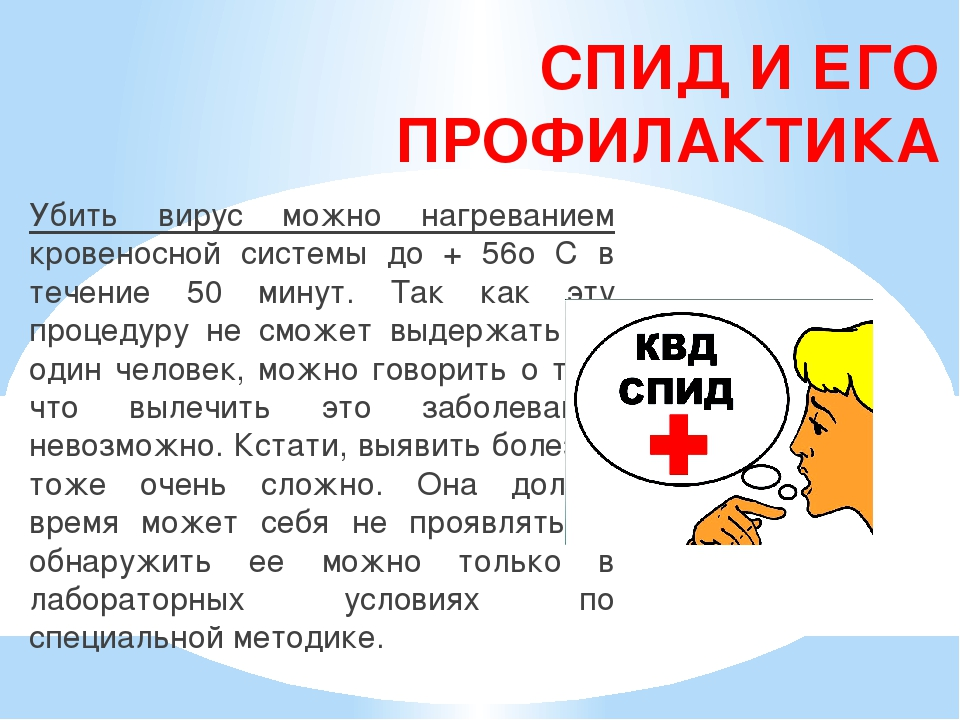 СПИД И ЕГО
ПРОФИЛАКТИКА
Убить вирус можно нагреванием
кровеносной системы до + 56о С в
течение 50 минут. Так как эту
процедуру не сможет выдержать
один человек, можно говорить о
что вылечить это
невозможно. Кстати, выявить
тоже очень сложно. Она
время может себя не проявлять
обнаружить ее можно только в
лабораторных условиях по
специальной методике.
КВД
СПИД